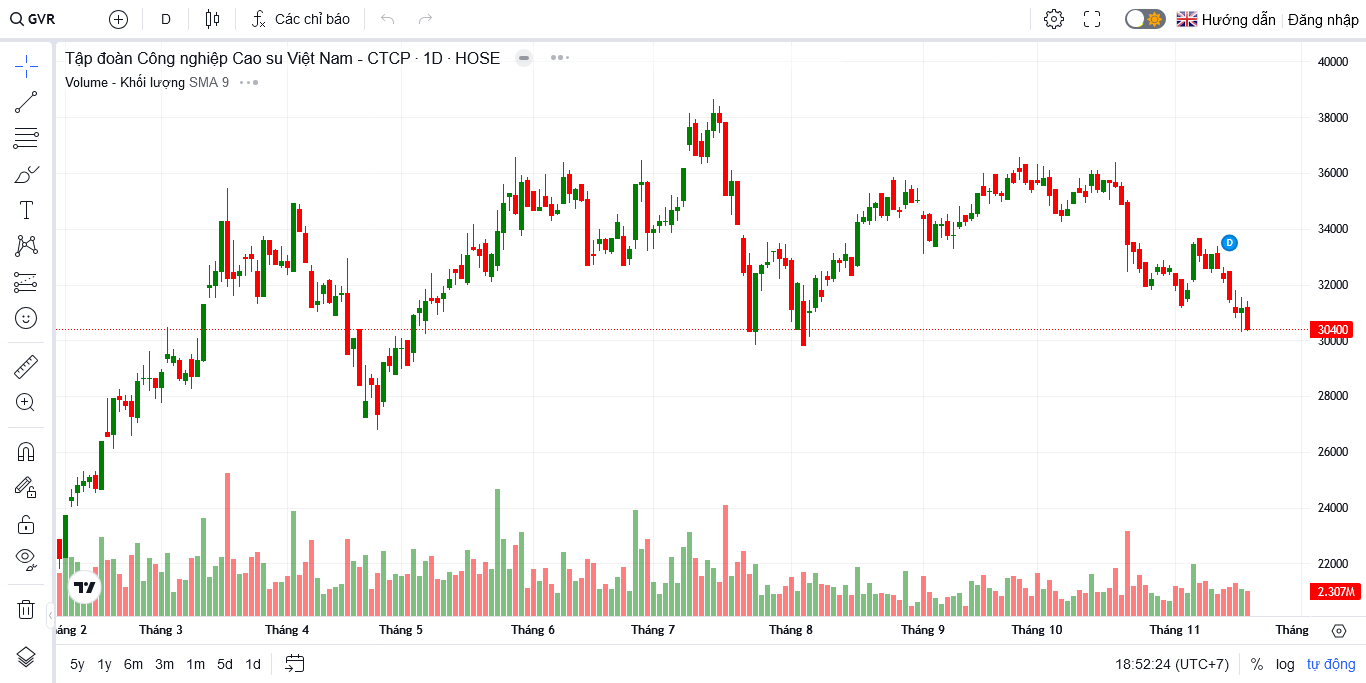 GVR D Các chỉ báo Hướng dẫn Đăng nhập
Tập đoàn Công nghiệp Cao su Việt Nam - CTCP · 1D · HOSE
Volume - Khối lượng SMA 9
40000
38000
36000
34000
D
32000
30400
30000
28000
26000
24000
22000
2.307M
áng 2 Tháng 3 Tháng 4 Tháng 5 Tháng 6 Tháng 7 Tháng 8 Tháng 9 Tháng 10 Tháng 11 Tháng
5y 1y 6m 3m 1m 5d 1d 18:52:24 (UTC+7) % log tự động